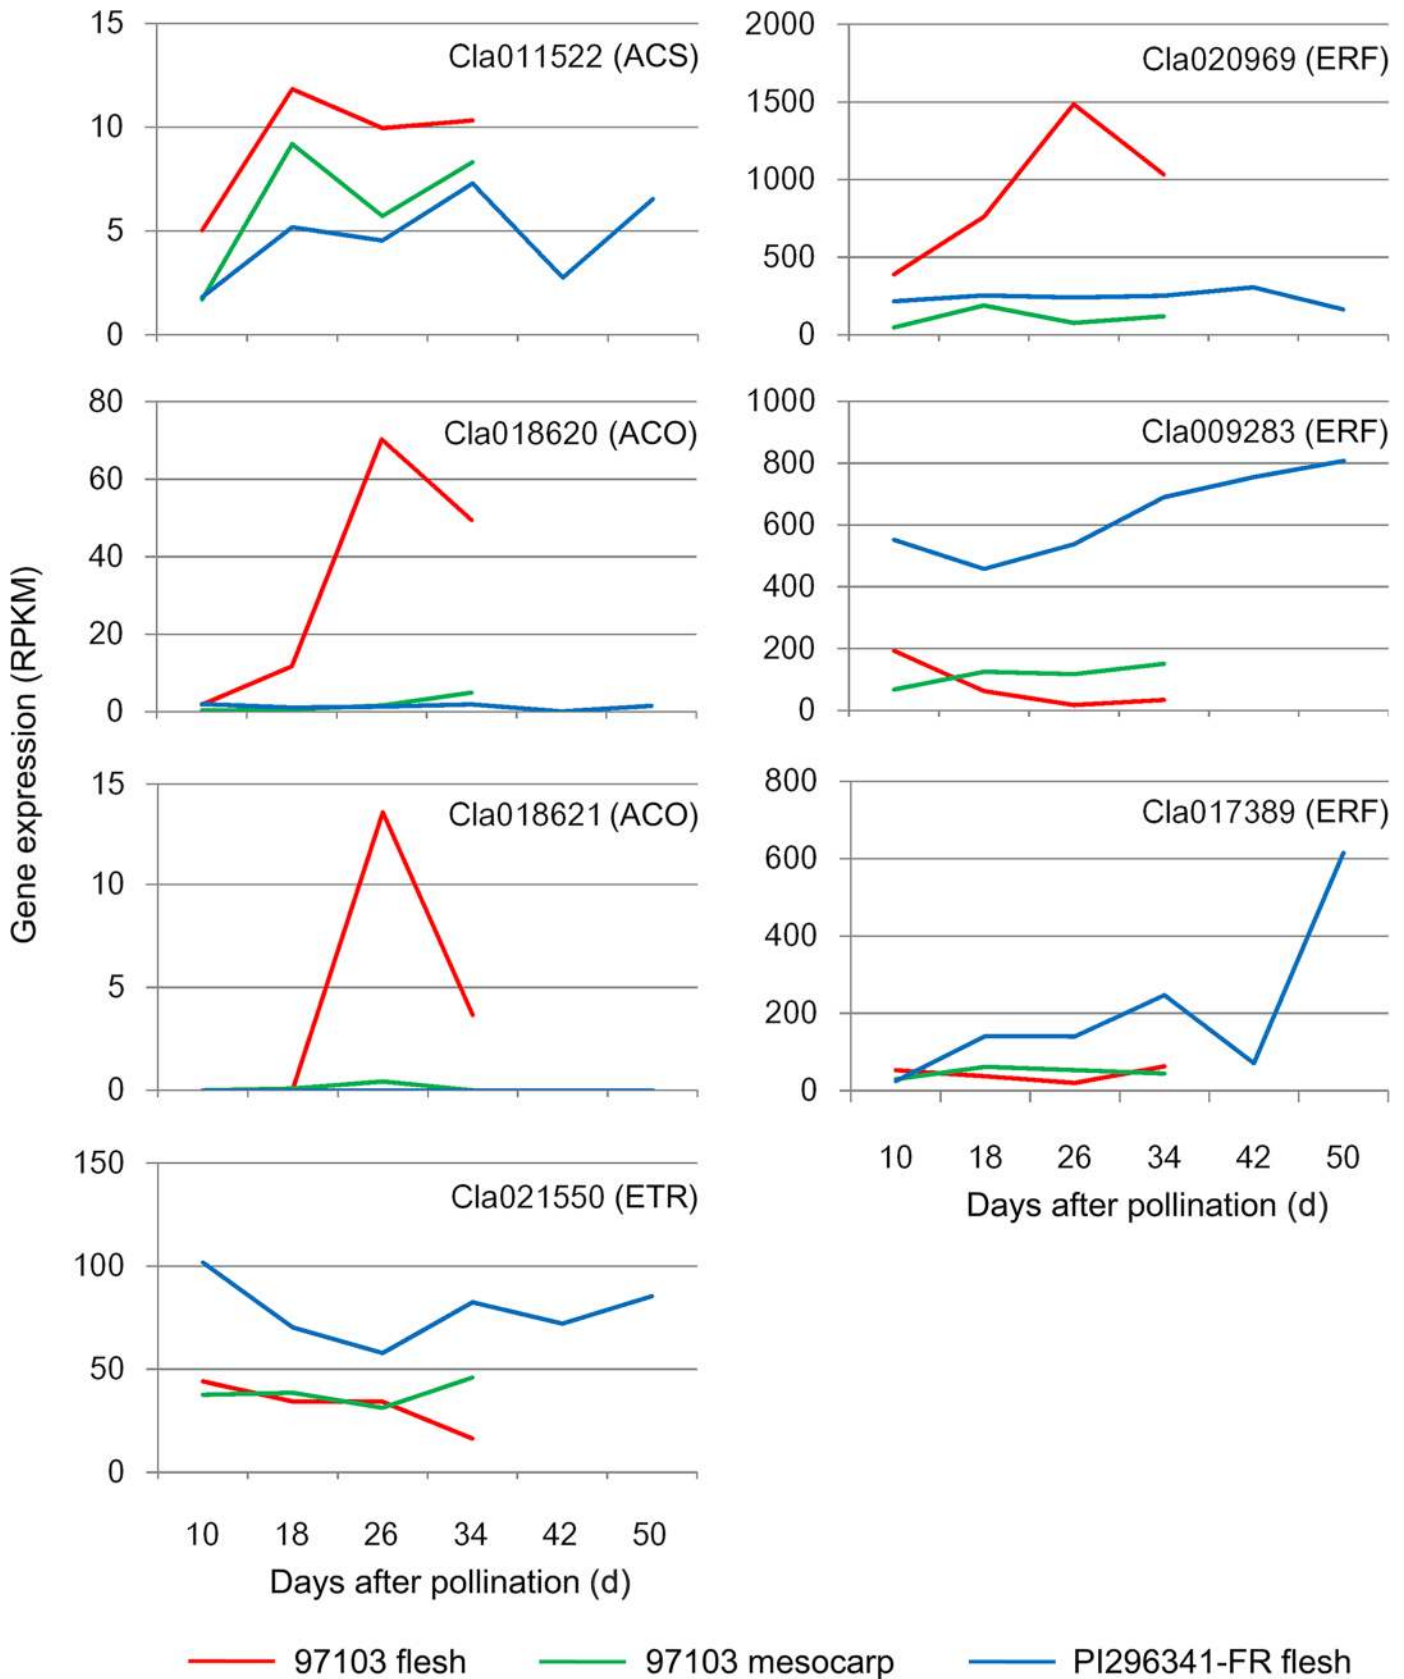 Gene expression (RPKM)
Cla011522 (ACS)
15
10
5
0
Cla018620 (ACO)
80
60
40
20
0
Cla018621 (ACO)
15
10
5
0
Cla021550 (ETR)
150
100
50
0
10 18 26 34 42 50
Days after pollination (d)
Cla020969 (ERF)
2000
1500
1000
500
0
Cla009283 (ERF)
1000
800
600
400
200
0
Cla017389 (ERF)
800
600
400
200
0
10 18 26 34 42 50
Days after pollination (d)
97103 flesh 97103 mesocarp PI296341-FR flesh